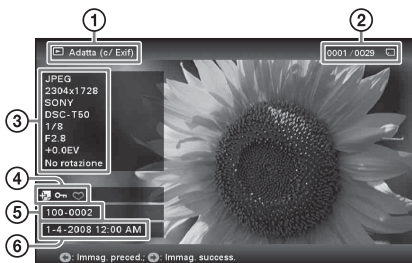 1
2
Adatta (c/ Exif)
0001/0029
3
JPEG
2304x1728
SONY
DSC-T50
1/8
F2.8
+0.0EV
No rotazione
4
5
100-0002
6
1-4-2008 12:00 AM
: Immag. preced.; : Immag. success.